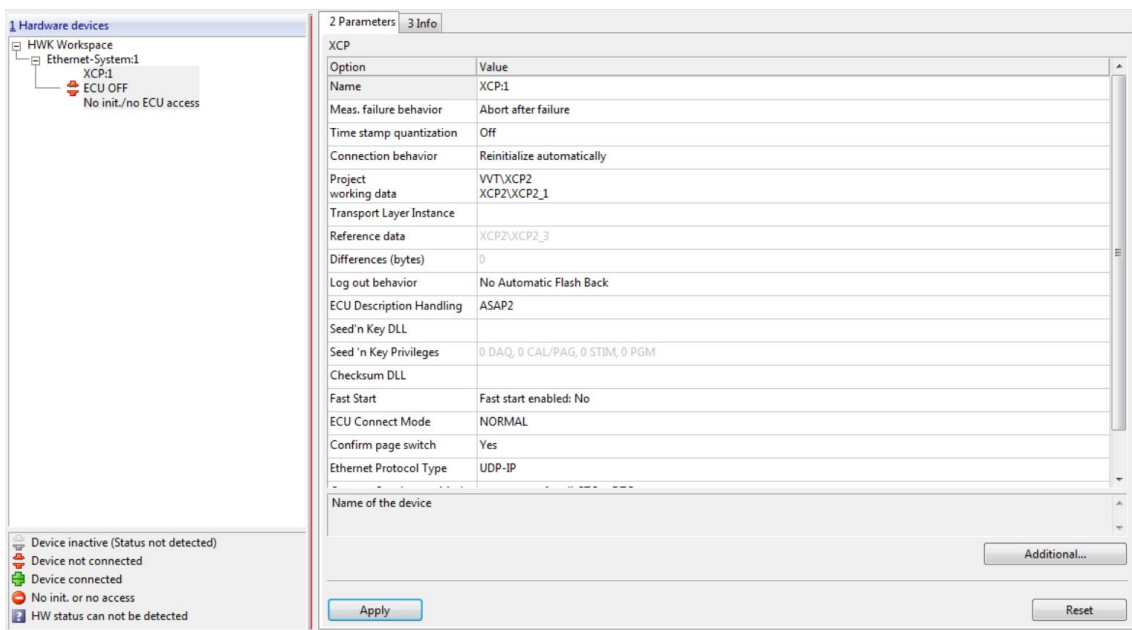 1 Hardware devices
HWK Workspace
Ethernet-System:1
XCP:1
ECU OFF
No init./no ECU access
Device inactive (Status not detected)
Device not connected
Device connected
No init. or no access
HW status can not be detected
2 Parameters 3 Info
XCP
Option Value
Name XCP:1
Meas. failure behavior Abort after failure
Time stamp quantization Off
Connection behavior Reinitialize automatically
Project VVT\XCP2
working data XCP2\XCP2_1
Transport Layer Instance
Reference data XCP2\XCP2_3
Differences (bytes) 0
Log out behavior No Automatic Flash Back
ECU Description Handling ASAP2
Seed'n Key DLL
Seed 'n Key Privileges 0 DAQ, 0 CAL/PAG, 0 STIM, 0 PGM
Checksum DLL
Fast Start Fast start enabled: No
ECU Connect Mode NORMAL
Confirm page switch Yes
Ethernet Protocol Type UDP-IP
Name of the device
Additional...
Apply Reset